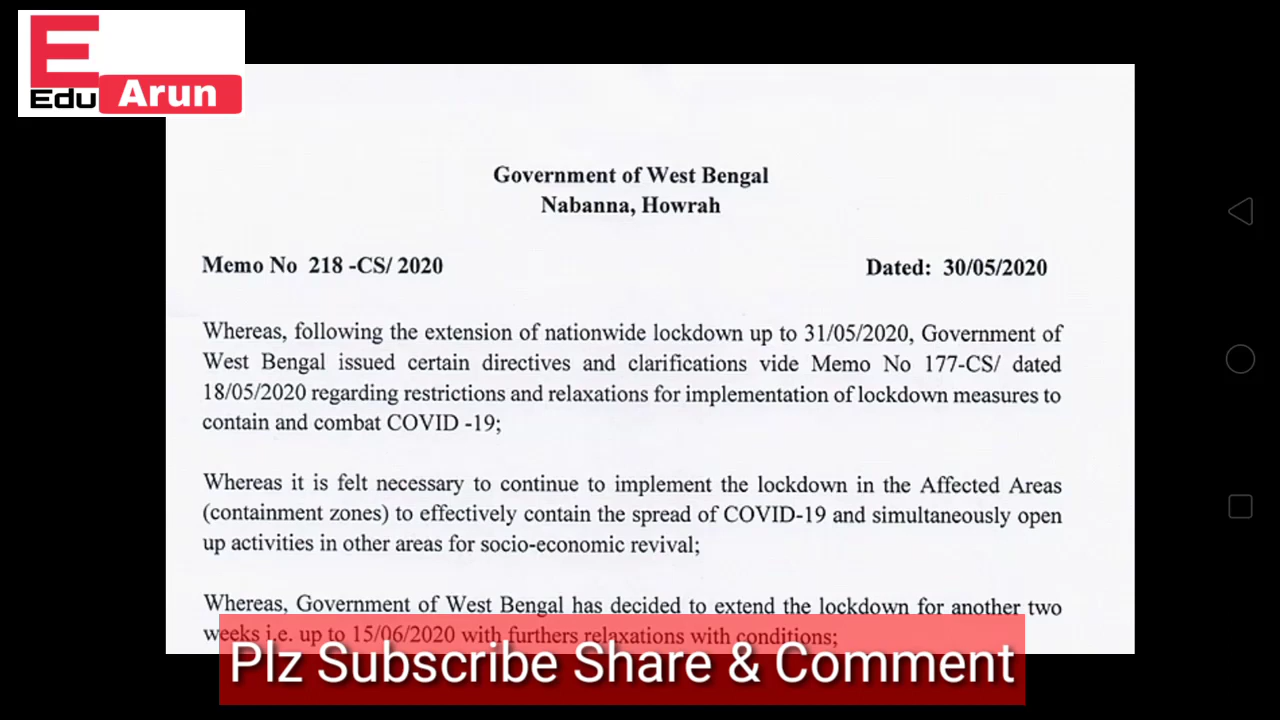 E
Edu Arun
Government of West Bengal
Nabanna, Howrah
Memo No 218 -CS/ 2020 Dated: 30/05/2020
Whereas, following the extension of nationwide lockdown up to 31/05/2020, Government of
West Bengal issued certain directives and clarifications vide Memo No 177-CS/ dated
18/05/2020 regarding restrictions and relaxations for implementation of lockdown measures to
contain and combat COVID -19;
Whereas it is felt necessary to continue to implement the lockdown in the Affected Areas
(containment zones) to effectively contain the spread of COVID-19 and simultaneously open
up activities in other areas for socio-economic revival;
Whereas, Government of West Bengal has decided to extend the lockdown for another two
weeks i.e. up to 15/06/2020 with furthers relaxations with conditions;
Plz Subscribe Share & Comment